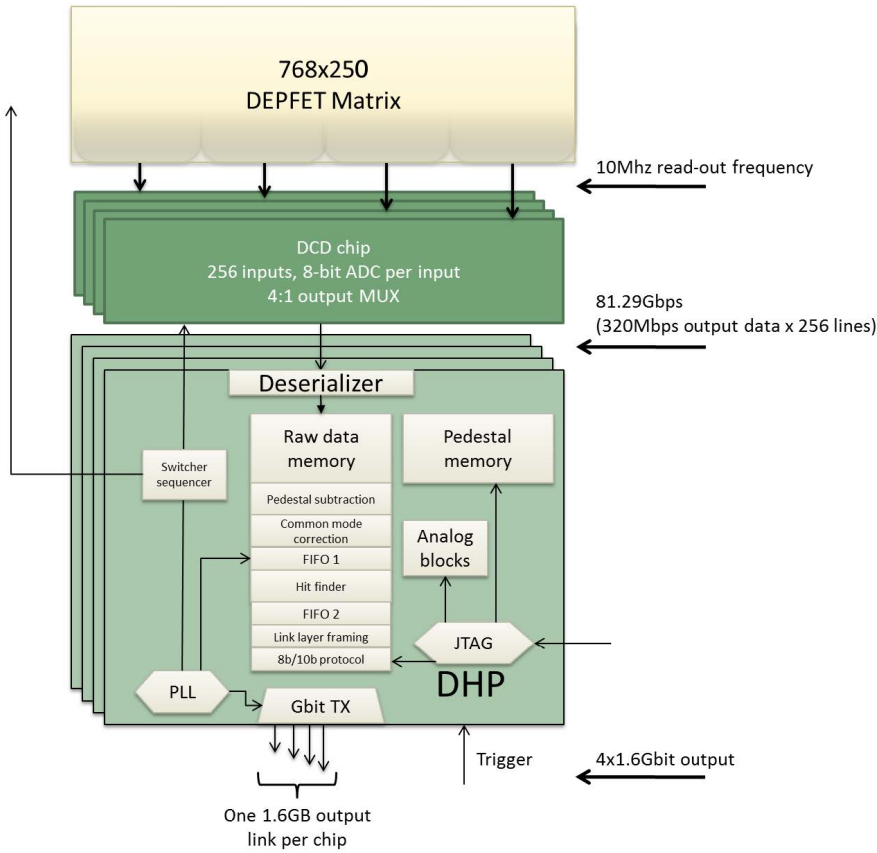 768x250
DEPFET Matrix
10Mhz read-out frequency
DCD chip
256 inputs, 8-bit ADC per input
4:1 output MUX
81.29Gbps
(320Mbps output data x 256 lines)
Deserializer
Raw data
memory
Pedestal
memory
Switcher
sequencer
Pedestal subtraction
Common mode
correction
Analog
blocks
FIFO 1
Hit finder
FIFO 2
Link layer framing
JTAG
8b/10b protocol
DHP
PLL
Gbit TX
Trigger
4x1.6Gbit output
One 1.6GB output
link per chip